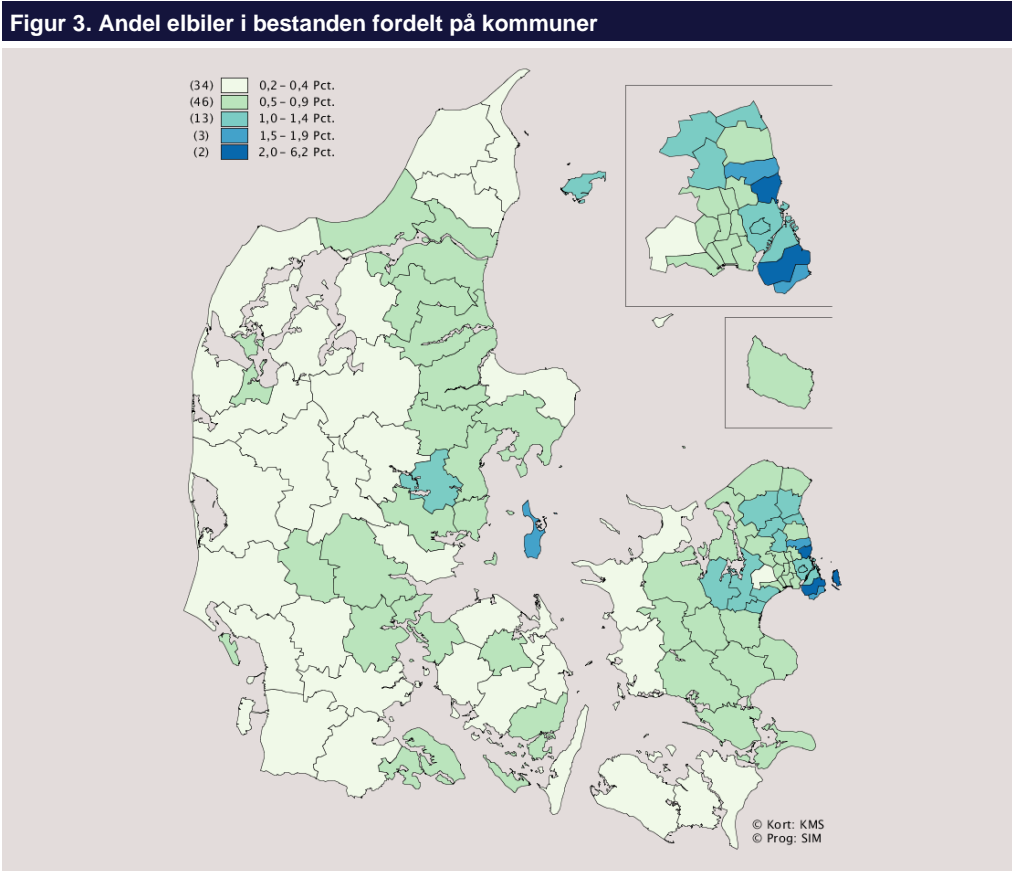 Figur 3. Andel elbiler i bestanden fordelt på kommuner
(34) 0,2 – 0,4 Pct.
(46) 0,5 – 0,9 Pct.
(13) 1,0 – 1,4 Pct.
(3) 1,5 – 1,9 Pct.
(2) 2,0 – 6,2 Pct.
© Kort: KMS
© Prog: SIM